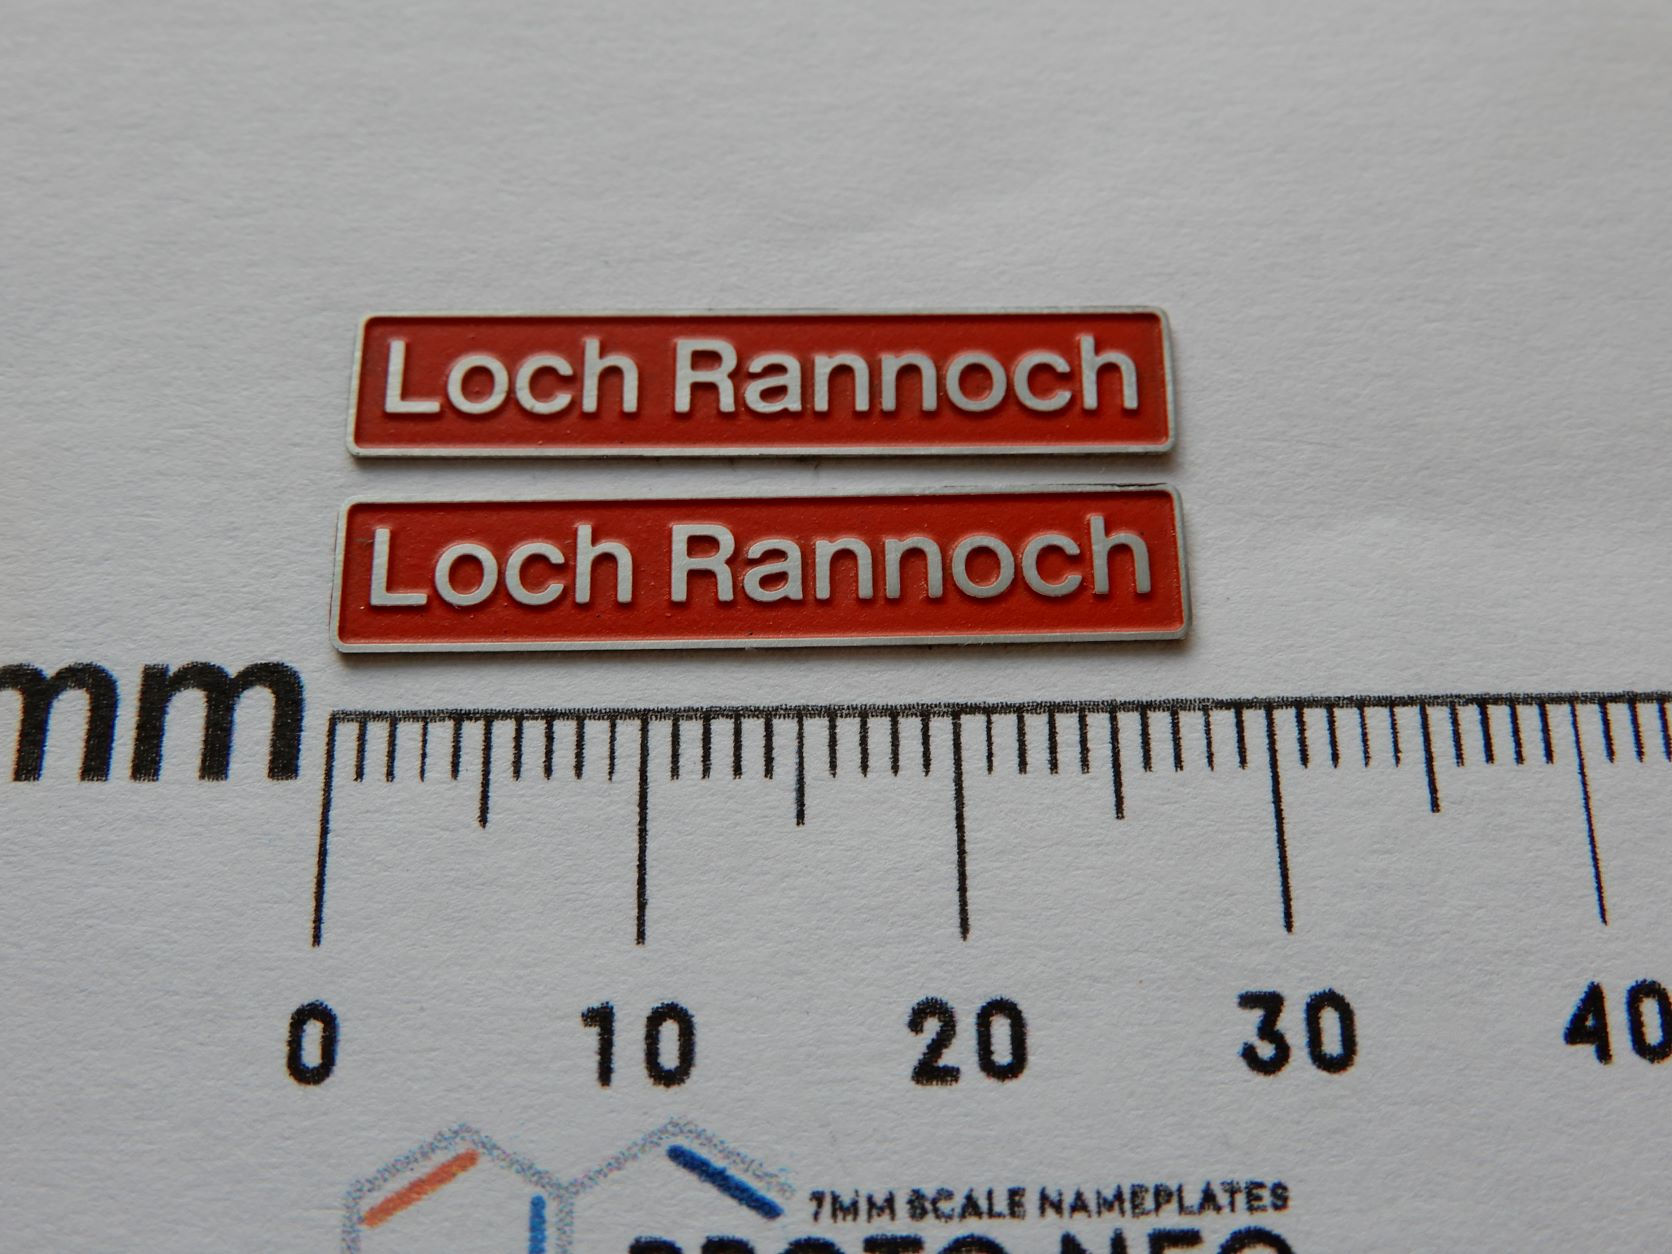 Loch Rannoch
Loch Rannoch
mm
0 10 20 30 40
7MM SCALE NAMEPLATES